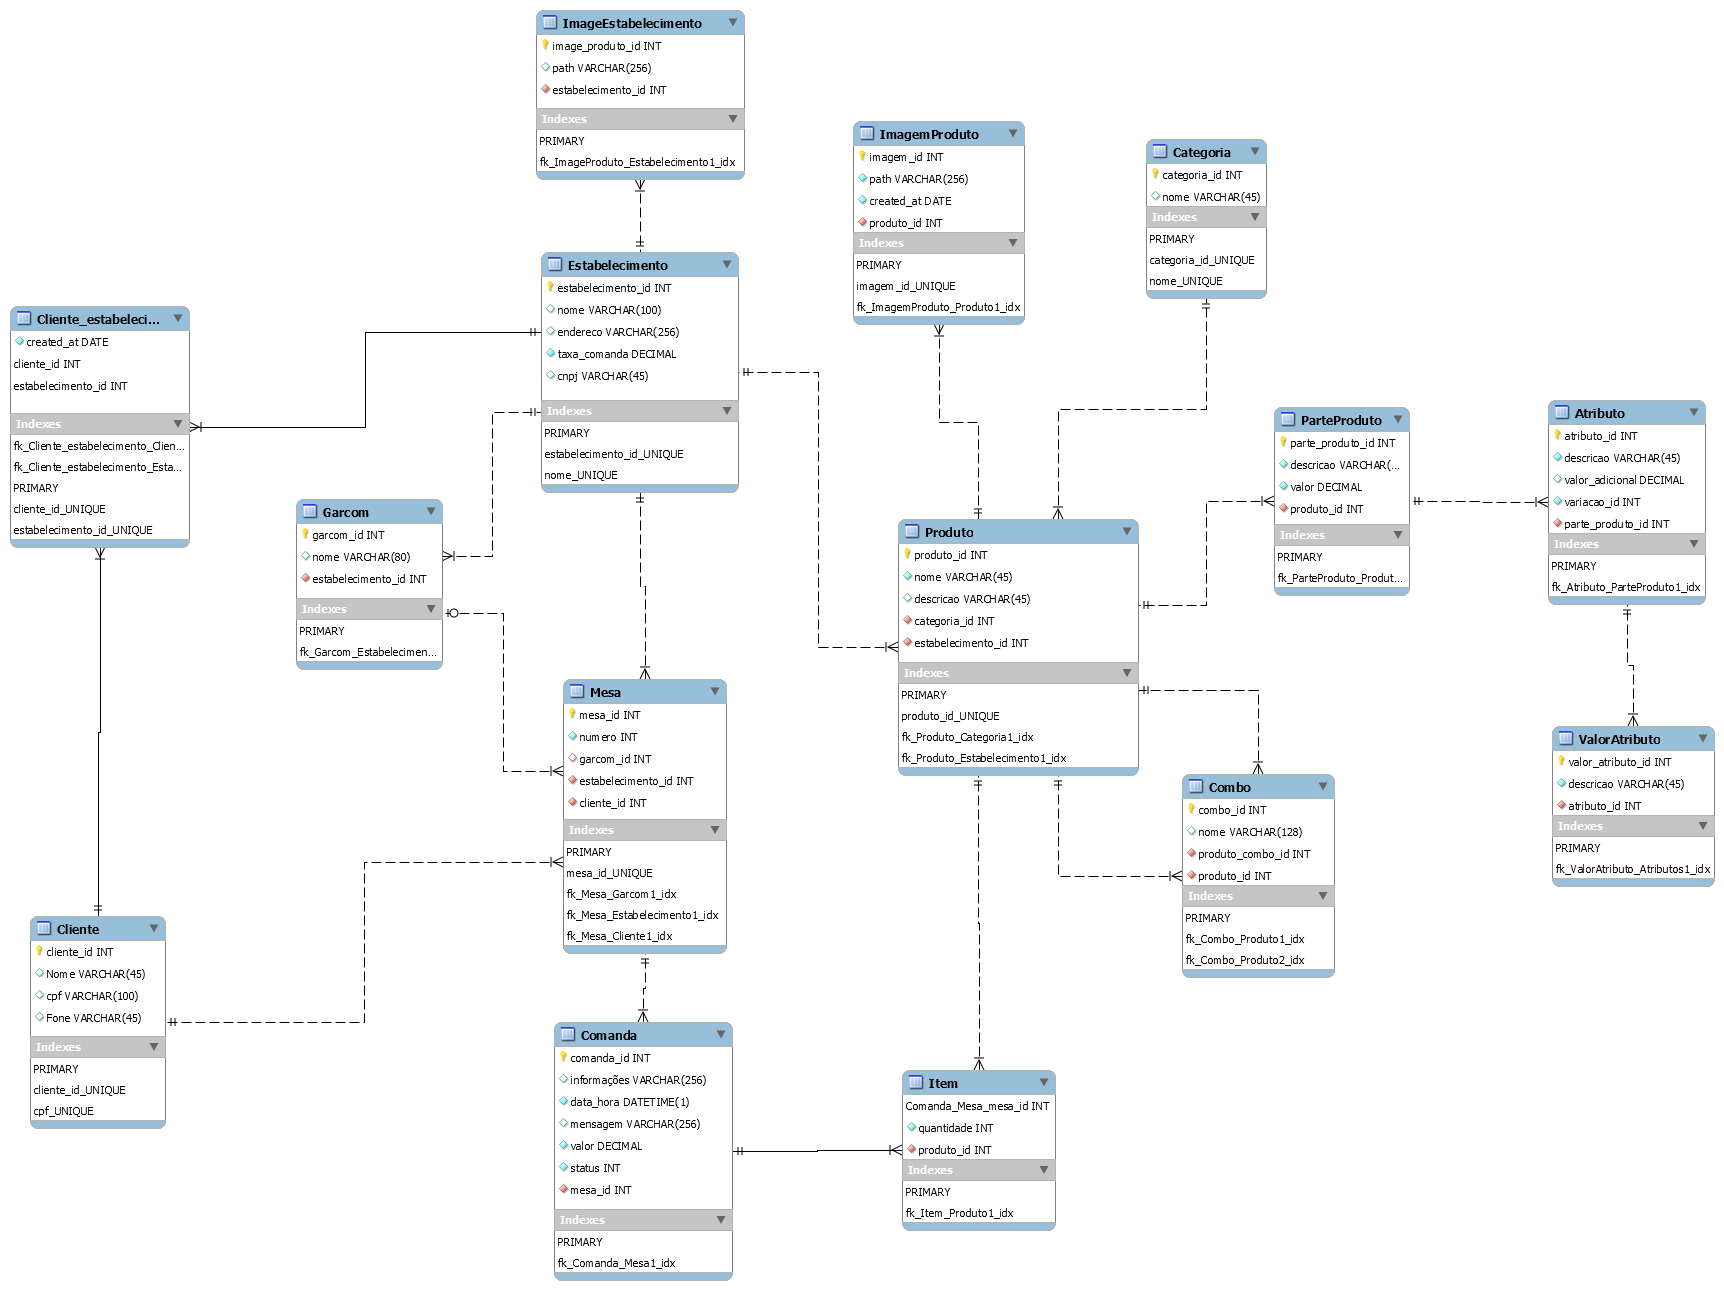 ImageEstabelecimento
image_produto_id INT
path VARCHAR(256)
estabelecimento_id INT
Indexes
PRIMARY
fk_ImageProduto_Estabelecimento1_idx
ImagemProduto
imagem_id INT
path VARCHAR(256)
created_at DATE
produto_id INT
Indexes
PRIMARY
imagem_id_UNIQUE
fk_ImagemProduto_Produto1_idx
Categoria
categoria_id INT
nome VARCHAR(45)
Indexes
PRIMARY
categoria_id_UNIQUE
nome_UNIQUE
Estabelecimento
estabelecimento_id INT
nome VARCHAR(100)
endereco VARCHAR(256)
taxa_comanda DECIMAL
cnpj VARCHAR(45)
Indexes
PRIMARY
estabelecimento_id_UNIQUE
nome_UNIQUE
Cliente_estabeleci...
created_at DATE
cliente_id INT
estabelecimento_id INT
Indexes
fk_Cliente_estabelecimento_Clien...
fk_Cliente_estabelecimento_Esta...
PRIMARY
cliente_id_UNIQUE
estabelecimento_id_UNIQUE
Garcom
garcom_id INT
nome VARCHAR(80)
estabelecimento_id INT
Indexes
PRIMARY
fk_Garcom_Estabelecimen...
ParteProduto
parte_produto_id INT
descricao VARCHAR(...
valor DECIMAL
produto_id INT
Indexes
PRIMARY
fk_ParteProduto_Produt...
Atributo
atributo_id INT
descricao VARCHAR(45)
valor_adicional DECIMAL
variacao_id INT
parte_produto_id INT
Indexes
PRIMARY
fk_Atributo_ParteProduto1_idx
Produto
produto_id INT
nome VARCHAR(45)
descricao VARCHAR(45)
categoria_id INT
estabelecimento_id INT
Indexes
PRIMARY
produto_id_UNIQUE
fk_Produto_Categoria1_idx
fk_Produto_Estabelecimento1_idx
Mesa
mesa_id INT
numero INT
garcom_id INT
estabelecimento_id INT
cliente_id INT
Indexes
PRIMARY
mesa_id_UNIQUE
fk_Mesa_Garcom1_idx
fk_Mesa_Estabelecimento1_idx
fk_Mesa_Cliente1_idx
ValorAtributo
valor_atributo_id INT
descricao VARCHAR(45)
atributo_id INT
Indexes
PRIMARY
fk_ValorAtributo_Atributos1_idx
Combo
combo_id INT
nome VARCHAR(128)
produto_combo_id INT
produto_id INT
Indexes
PRIMARY
fk_Combo_Produto1_idx
fk_Combo_Produto2_idx
Cliente
cliente_id INT
Nome VARCHAR(45)
cpf VARCHAR(100)
Fone VARCHAR(45)
Indexes
PRIMARY
cliente_id_UNIQUE
cpf_UNIQUE
Comanda
comanda_id INT
informações VARCHAR(256)
data_hora DATETIME(1)
mensagem VARCHAR(256)
valor DECIMAL
status INT
mesa_id INT
Indexes
PRIMARY
fk_Comanda_Mesa1_idx
Item
Comanda_Mesa_mesa_id INT
quantidade INT
produto_id INT
Indexes
PRIMARY
fk_Item_Produto1_idx